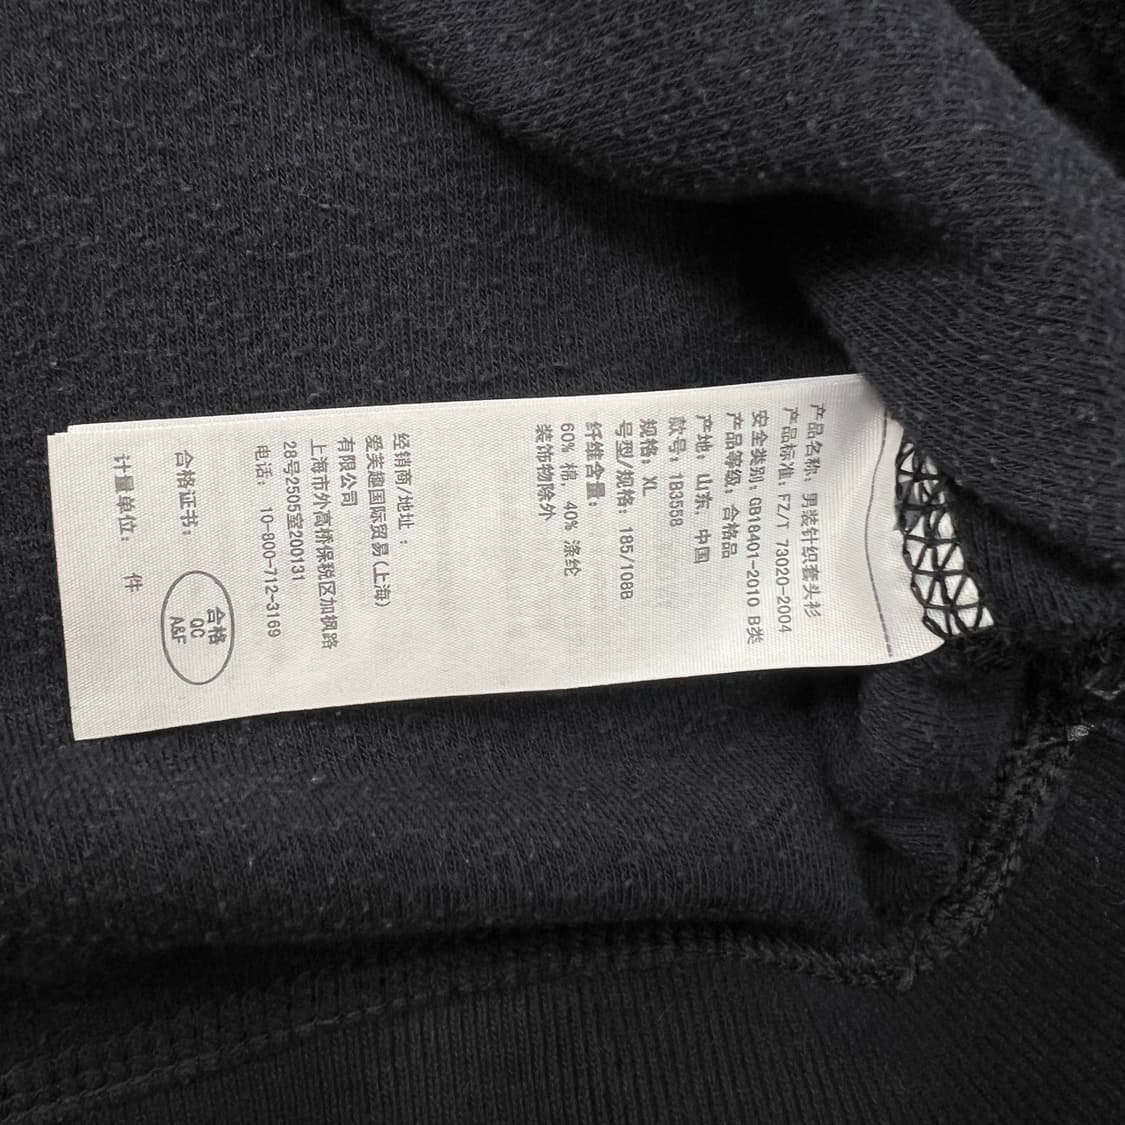 产品名称: 男装针织套头衫
产品标准: FZ/T 73020-2004
安全类别: GB18401-2010 B类
产品等级: 合格品
产地: 山东, 中国
款号: 1B3558
规格: XL
号型/规格: 185/108B
纤维含量:
60% 棉, 40% 涤纶
装饰物除外
经销商/地址:
爱芙趣国际贸易(上海)
有限公司
上海市外高桥保税区加枫路
28号2505室200131
电话: 10-800-712-3169
合格证书:
合格
QC
A&F
计量单位: 件